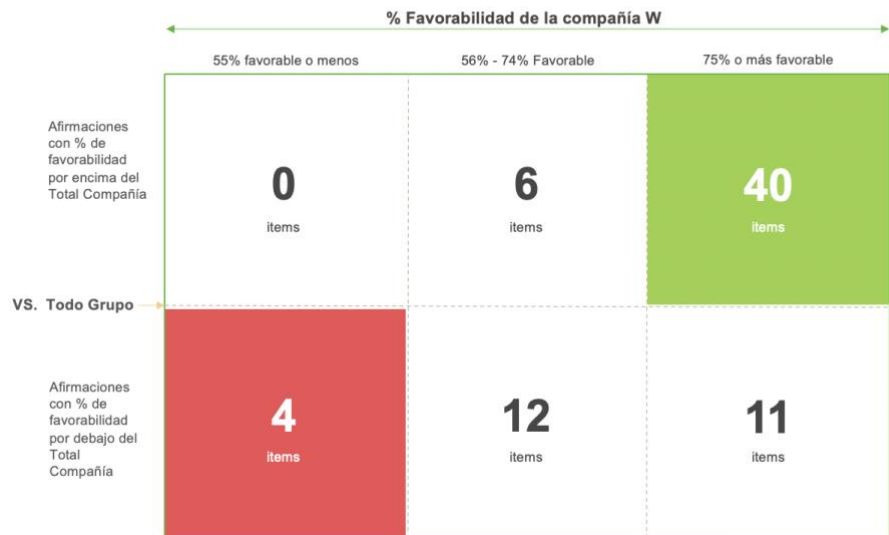 % Favorabilidad de la compañía W
55% favorable o menos
56% - 74% Favorable
75% o más favorable
Afirmaciones
con % de
favorabilidad
por encima del
Total Compañía
0
items
6
items
40
items
VS. Todo Grupo
Afirmaciones
con % de
favorabilidad
por debajo del
Total
Compañía
4
items
12
items
11
items